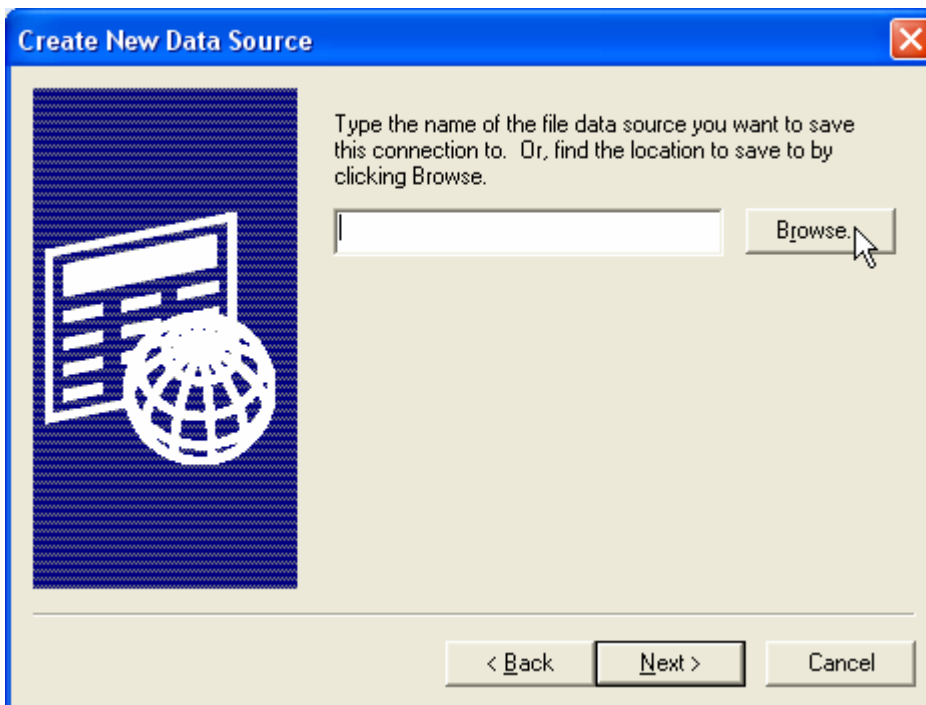 Create New Data Source
Type the name of the file data source you want to save
this connection to. Or, find the location to save to by
clicking Browse.
Browse..
< Back
Next >
Cancel